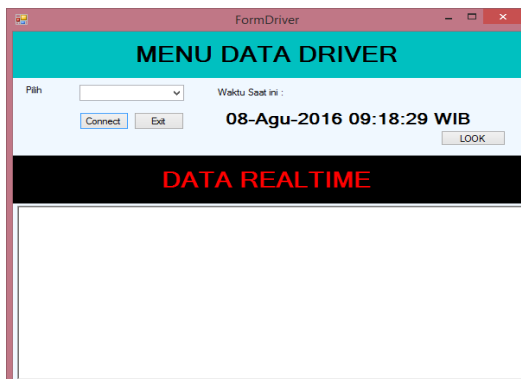 FormDriver
MENU DATA DRIVER
Pilih
Waktu Saat ini :
Connect
Exit
08-Agu-2016 09:18:29 WIB
LOOK
DATA REALTIME